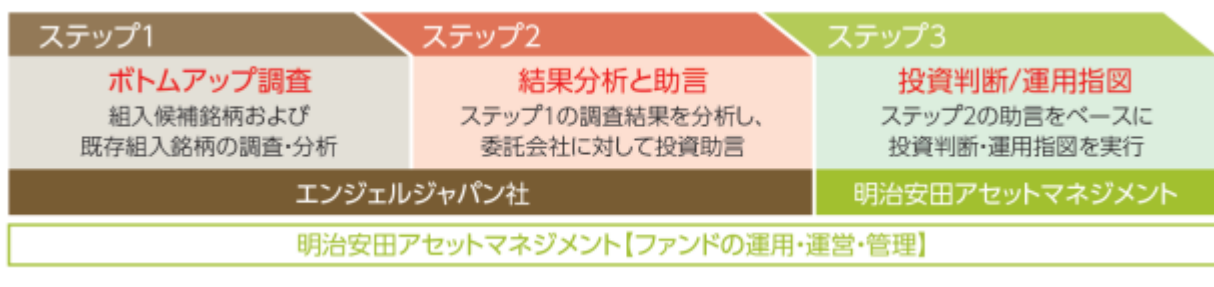 ステップ1
ステップ2
ステップ3
ボトムアップ調査
組入候補銘柄および
既存組入銘柄の調査・分析
結果分析と助言
ステップ1の調査結果を分析し、
委託会社に対して投資助言
投資判断/運用指図
ステップ2の助言をベースに
投資判断・運用指図を実行
エンジェルジャパン社
明治安田アセットマネジメント
明治安田アセットマネジメント【ファンドの運用・運営・管理】